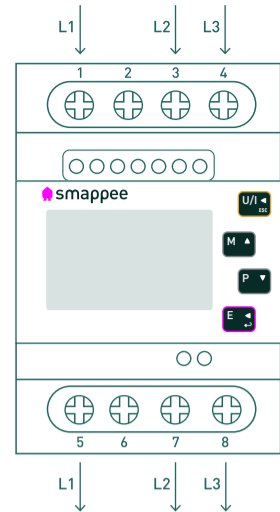 L1 L2 L3
1 2 3 4
smappee
U/I ◄
ESC
M ▲
P ▼
E ◄
↵
5 6 7 8
L1 L2 L3